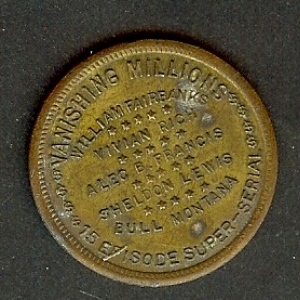 VANISHING MILLIONS
WILLIAM FAIRBANKS
VIVIAN RICH
ALEC B. FRANCIS
SHELDON LEWIS
BULL MONTANA
15 EPISODE SUPER-SERIAL